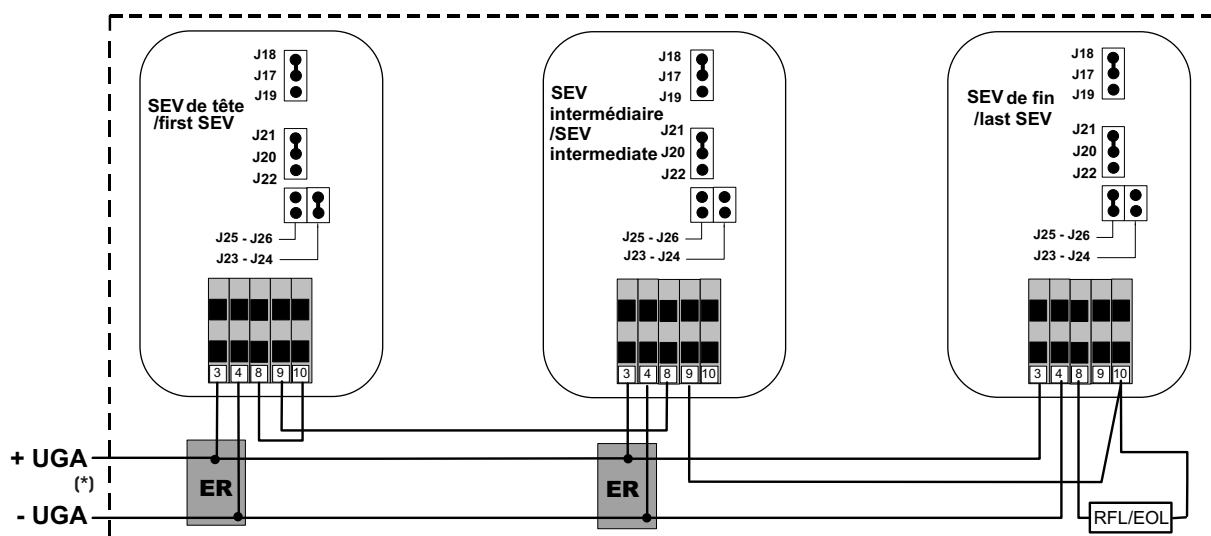 J18
J17
J19
SEV de tête
/first SEV
J21
J20
J22
J25 - J26
J23 - J24
3 4 8 9 10
J18
J17
J19
SEV
intermédiaire
/SEV
intermediate
J21
J20
J22
J25 - J26
J23 - J24
3 4 8 9 10
J18
J17
J19
SEV de fin
/last SEV
J21
J20
J22
J25 - J26
J23 - J24
3 4 8 9 10
+ UGA
(*)
- UGA
ER
ER
RFL/EOL